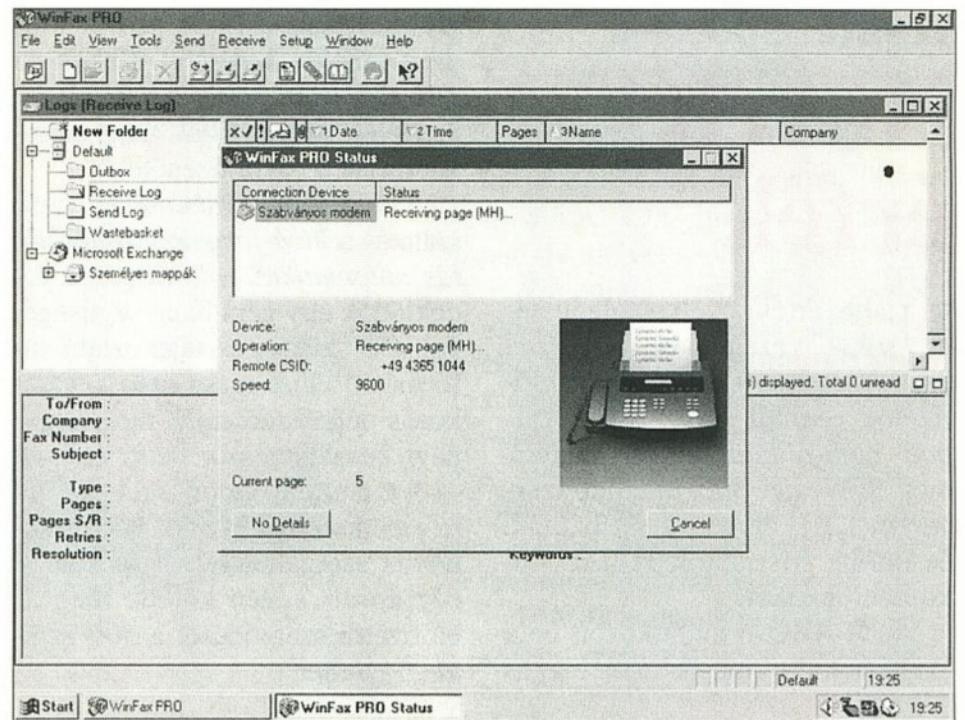 WinFax PRO
File Edit View Tools Send Receive Setup Window Help
Logs (Receive Log)
New Folder
Default
Outbox
Receive Log
Send Log
Wastebasket
Microsoft Exchange
Személyes mappák
1 Date 2 Time Pages 3 Name Company
WinFax PRO Status
Connection Device Status
Szabványos modem Receiving page (MH)...
Device: Szabványos modem
Operation: Receiving page (MH)...
Remote CSID: +49 4365 1044
Speed: 9600
Current page: 5
No Details Cancel
) displayed. Total 0 unread
To/From :
Company :
Fax Number :
Subject :
Type :
Pages :
Pages S/R :
Retries :
Resolution :
Keywords :
Default 19:25
Start WinFax PRO WinFax PRO Status 19:25